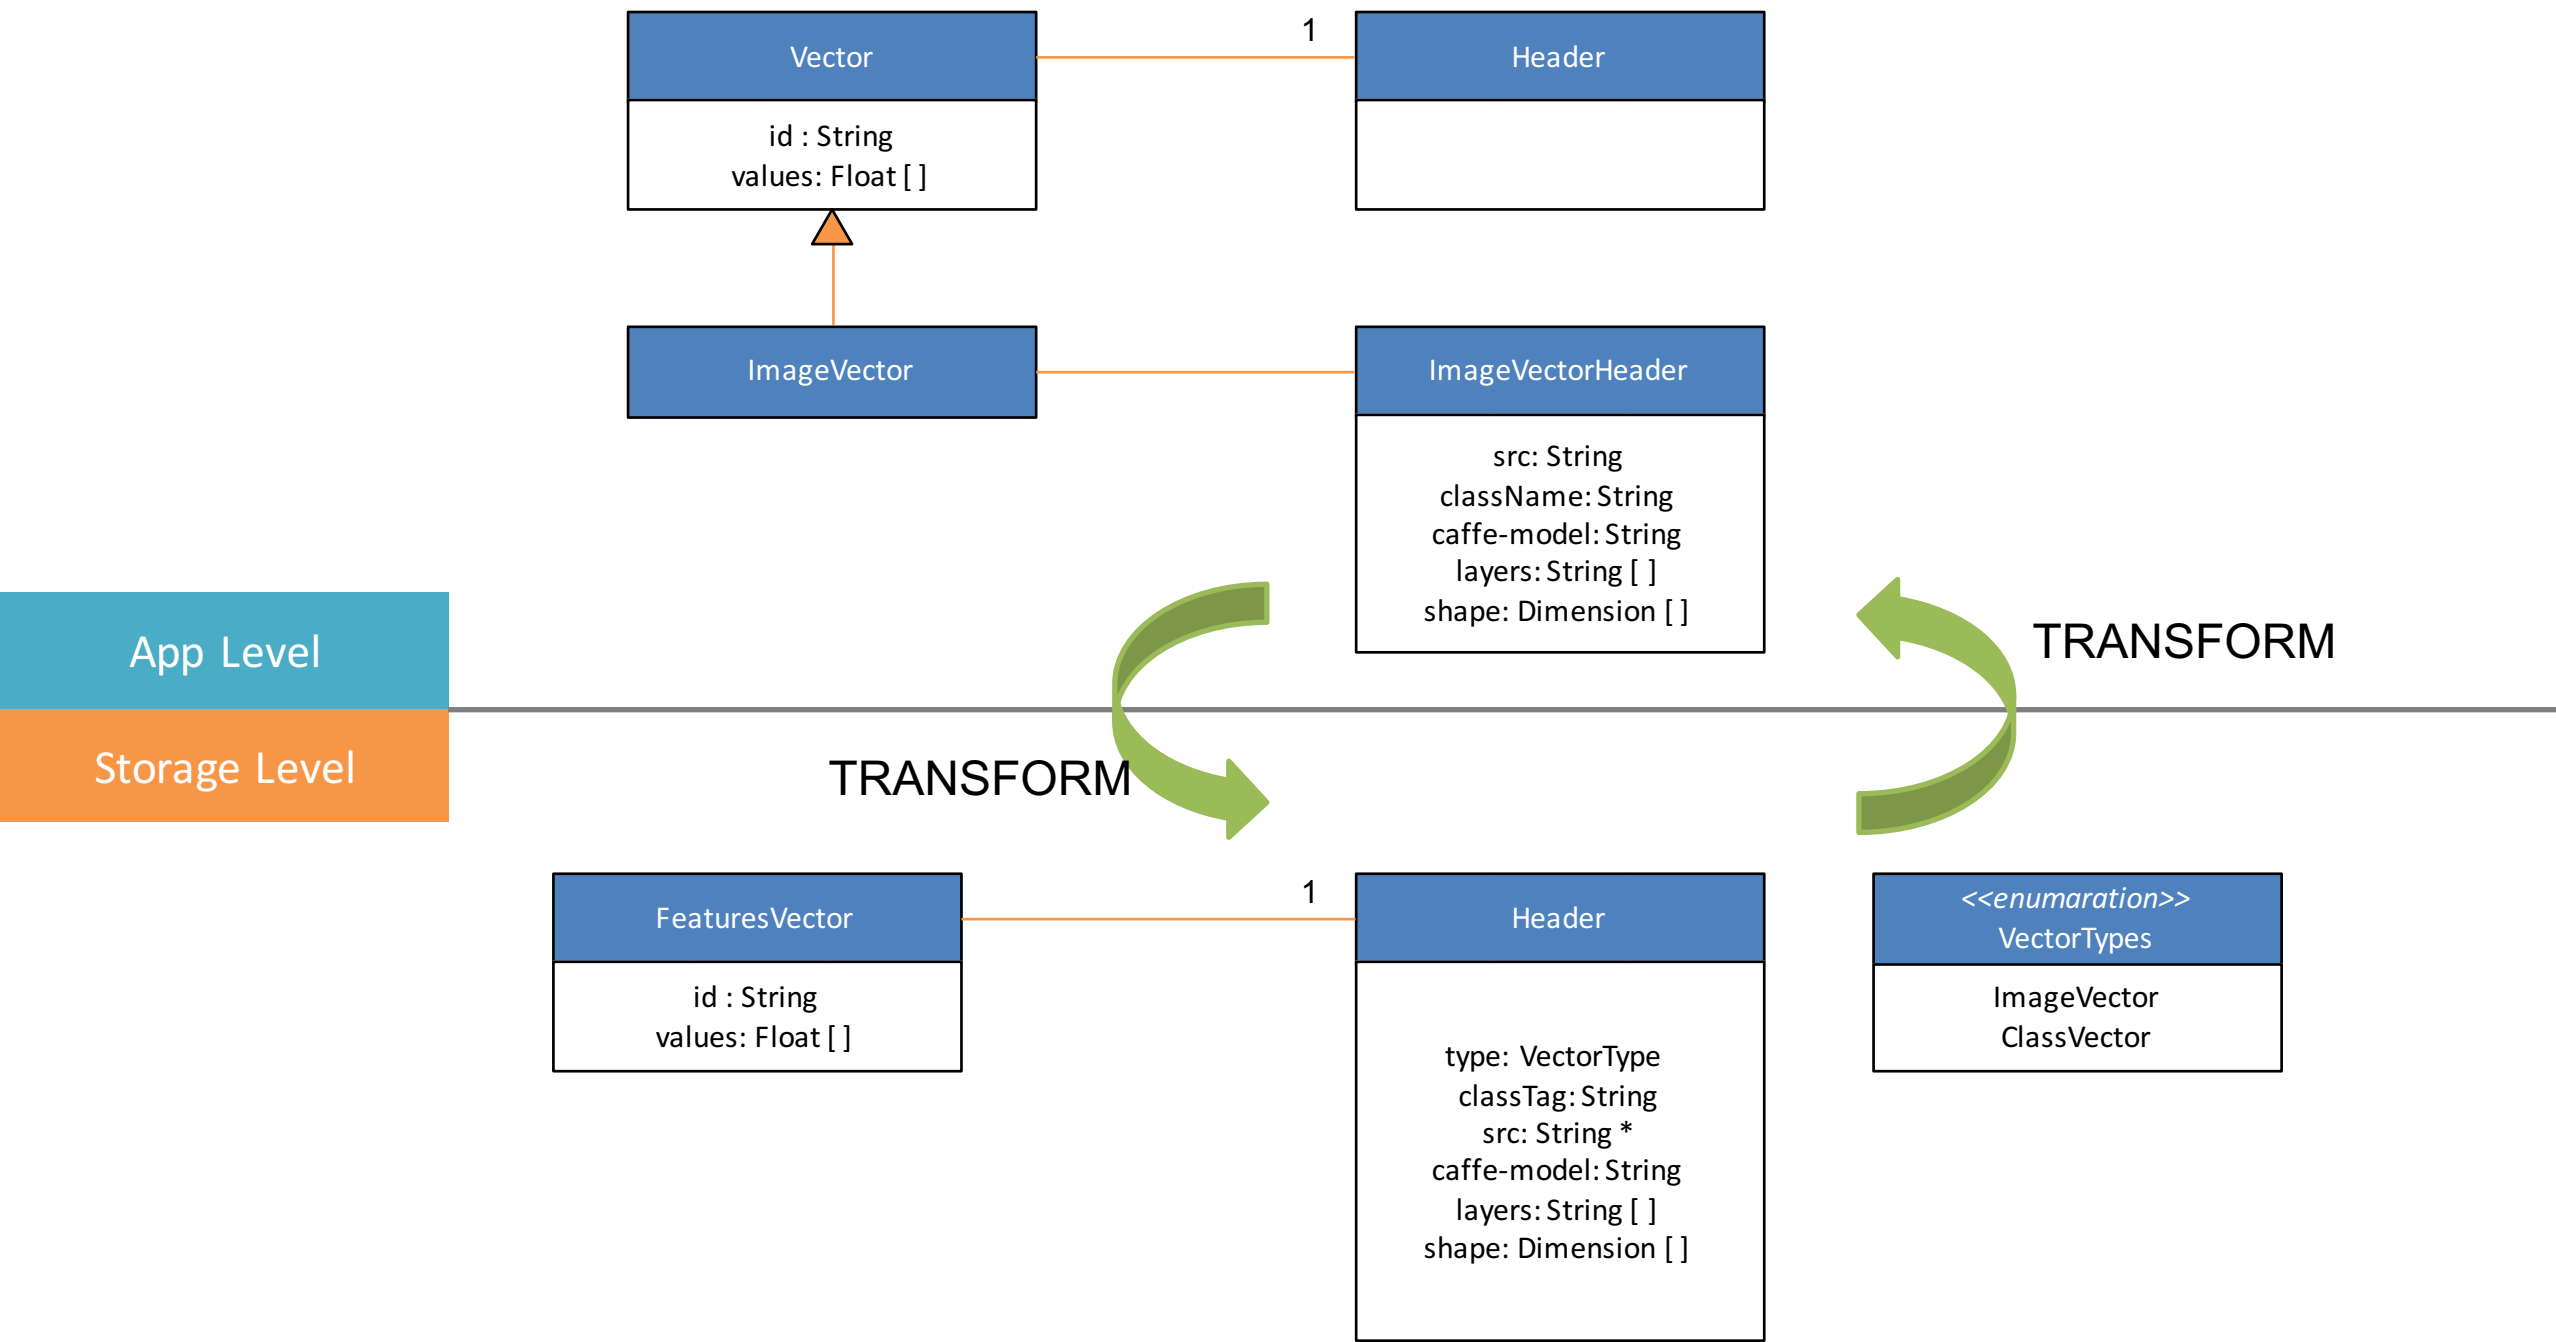 Vector
1
Header
id : String
values: Float [ ]
ImageVector
ImageVectorHeader
src: String
className: String
caffe-model: String
layers: String [ ]
shape: Dimension [ ]
App Level
TRANSFORM
Storage Level
TRANSFORM
FeaturesVector
1
Header
<<enumaration>>
VectorTypes
id : String
values: Float [ ]
ImageVector
ClassVector
type: VectorType
classTag: String
src: String *
caffe-model: String
layers: String [ ]
shape: Dimension [ ]